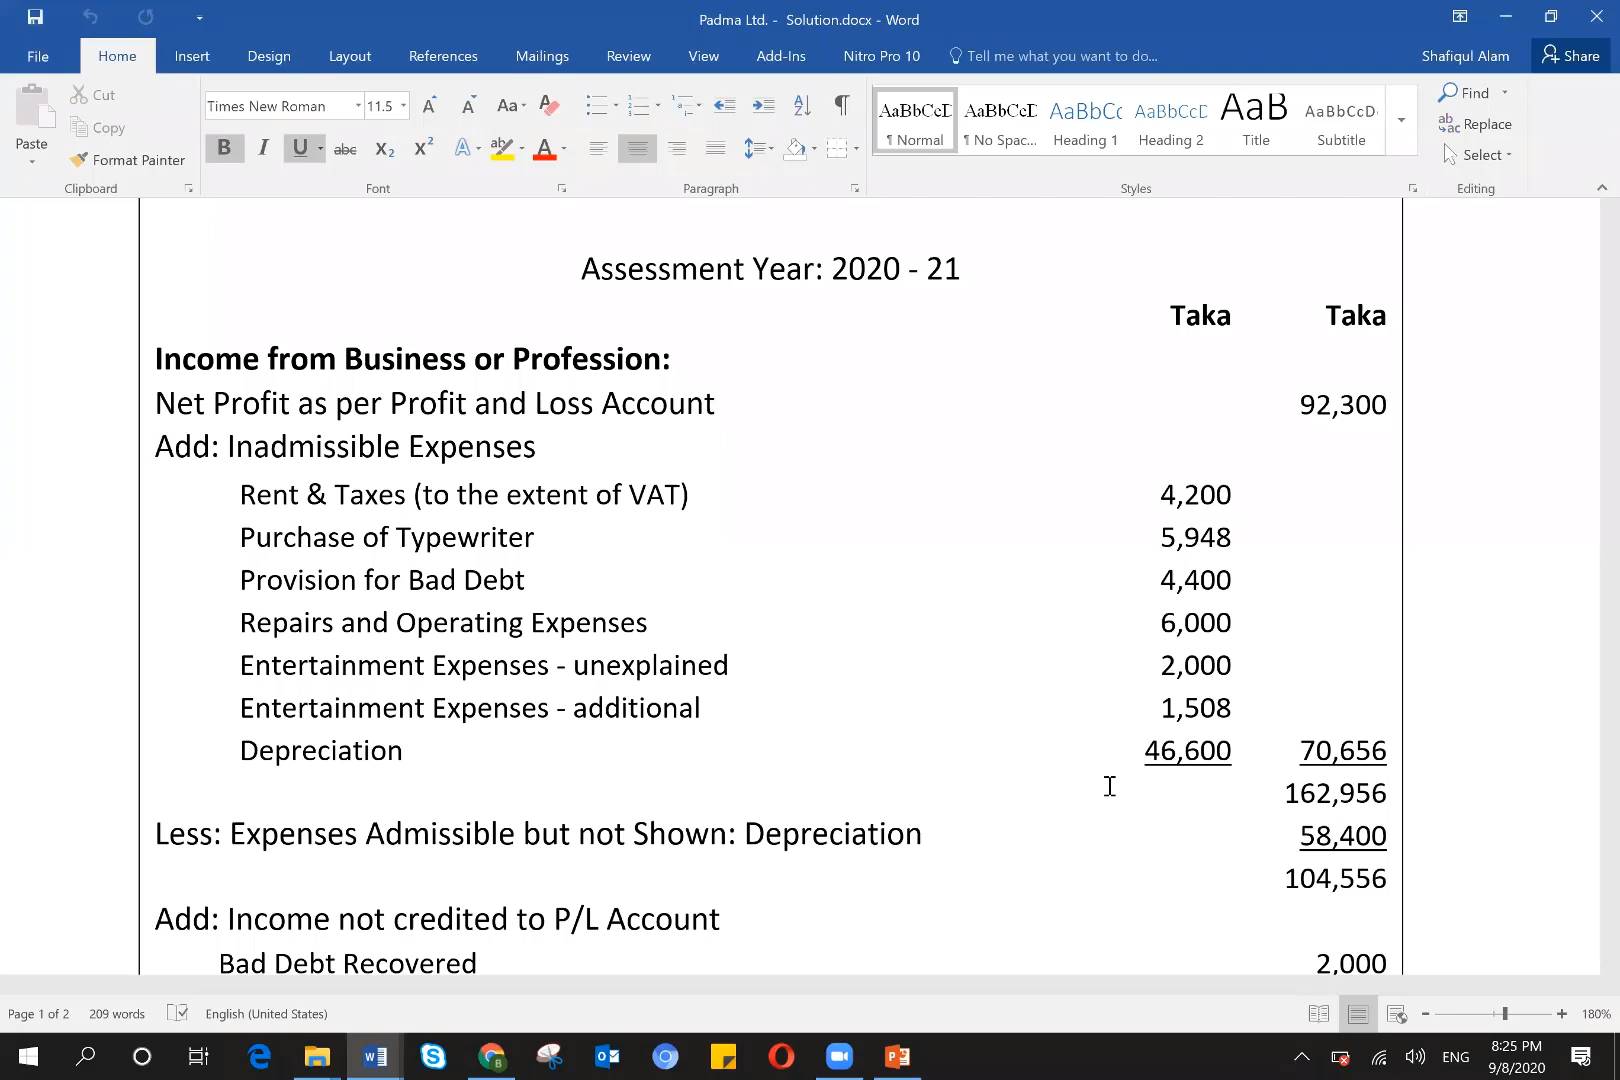 Padma Ltd. - Solution.docx - Word
File Home Insert Design Layout References Mailings Review View Add-Ins Nitro Pro 10 Tell me what you want to do... Shafiqul Alam Share
Paste
Cut
Copy
Format Painter
Clipboard
Times New Roman 11.5 A A Aa
B I U abc X2 X2 A ab A
Font
Paragraph
AaBbCcD AaBbCcD AaBbCc AaBbCcD AaB AaBbCcD
¶ Normal ¶ No Spac... Heading 1 Heading 2 Title Subtitle
Styles
Find
Replace
Select
Editing
Assessment Year: 2020 - 21
Taka Taka
Income from Business or Profession:
Net Profit as per Profit and Loss Account 92,300
Add: Inadmissible Expenses
Rent & Taxes (to the extent of VAT) 4,200
Purchase of Typewriter 5,948
Provision for Bad Debt 4,400
Repairs and Operating Expenses 6,000
Entertainment Expenses - unexplained 2,000
Entertainment Expenses - additional 1,508
Depreciation 46,600 70,656
162,956
Less: Expenses Admissible but not Shown: Depreciation 58,400
104,556
Add: Income not credited to P/L Account
Bad Debt Recovered 2,000
Page 1 of 2 209 words English (United States) 180%
ENG 8:25 PM
9/8/2020